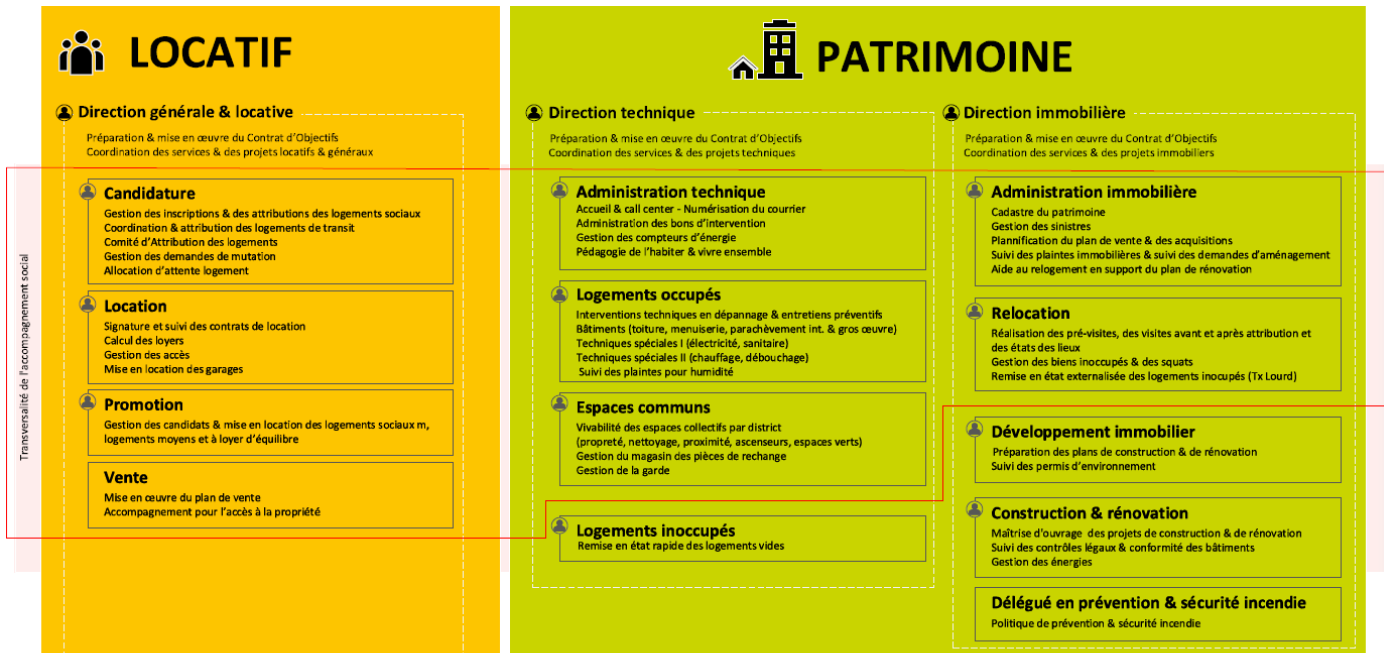 LOCATIF
Direction générale & locative
Préparation & mise en œuvre du Contrat d'Objectifs
Coordination des services & des projets locatifs & généraux
Candidature
Gestion des inscriptions & des attributions des logements sociaux
Coordination & attribution des logements de transit
Comité d'Attribution des logements
Gestion des demandes de mutation
Allocation d'attente logement
Location
Signature et suivi des contrats de location
Calcul des loyers
Gestion des accès
Mise en location des garages
Promotion
Gestion des candidats & mise en location des logements sociaux m,
logements moyens et à loyer d'équilibre
Vente
Mise en œuvre du plan de vente
Accompagnement pour l'accès à la propriété
Transversalité de l'accompagnement social
PATRIMOINE
Direction technique
Préparation & mise en œuvre du Contrat d'Objectifs
Coordination des services & des projets techniques
Administration technique
Accueil & call center - Numérisation du courrier
Administration des bons d'intervention
Gestion des compteurs d'énergie
Pédagogie de l'habiter & vivre ensemble
Logements occupés
Interventions techniques en dépannage & entretiens préventifs
Bâtiments (toiture, menuiserie, parachèvement int. & gros œuvre)
Techniques spéciales I (électricité, sanitaire)
Techniques spéciales II (chauffage, débouchage)
Suivi des plaintes pour humidité
Espaces communs
Vivabilité des espaces collectifs par district
(propreté, nettoyage, proximité, ascenseurs, espaces verts)
Gestion du magasin des pièces de rechange
Gestion de la garde
Logements inoccupés
Remise en état rapide des logements vides
Direction immobilière
Préparation & mise en œuvre du Contrat d'Objectifs
Coordination des services & des projets immobiliers
Administration immobilière
Cadastre du patrimoine
Gestion des sinistres
Plannification du plan de vente & des acquisitions
Suivi des plaintes immobilières & suivi des demandes d'aménagement
Aide au relogement en support du plan de rénovation
Relocation
Réalisation des pré-visites, des visites avant et après attribution et
des états des lieux
Gestion des biens inoccupés & des squats
Remise en état externalisée des logements inocupés (Tx Lourd)
Développement immobilier
Préparation des plans de construction & de rénovation
Suivi des permis d'environnement
Construction & rénovation
Maîtrise d'ouvrage des projets de construction & de rénovation
Suivi des contrôles légaux & conformité des bâtiments
Gestion des énergies
Délégué en prévention & sécurité incendie
Politique de prévention & sécurité incendie